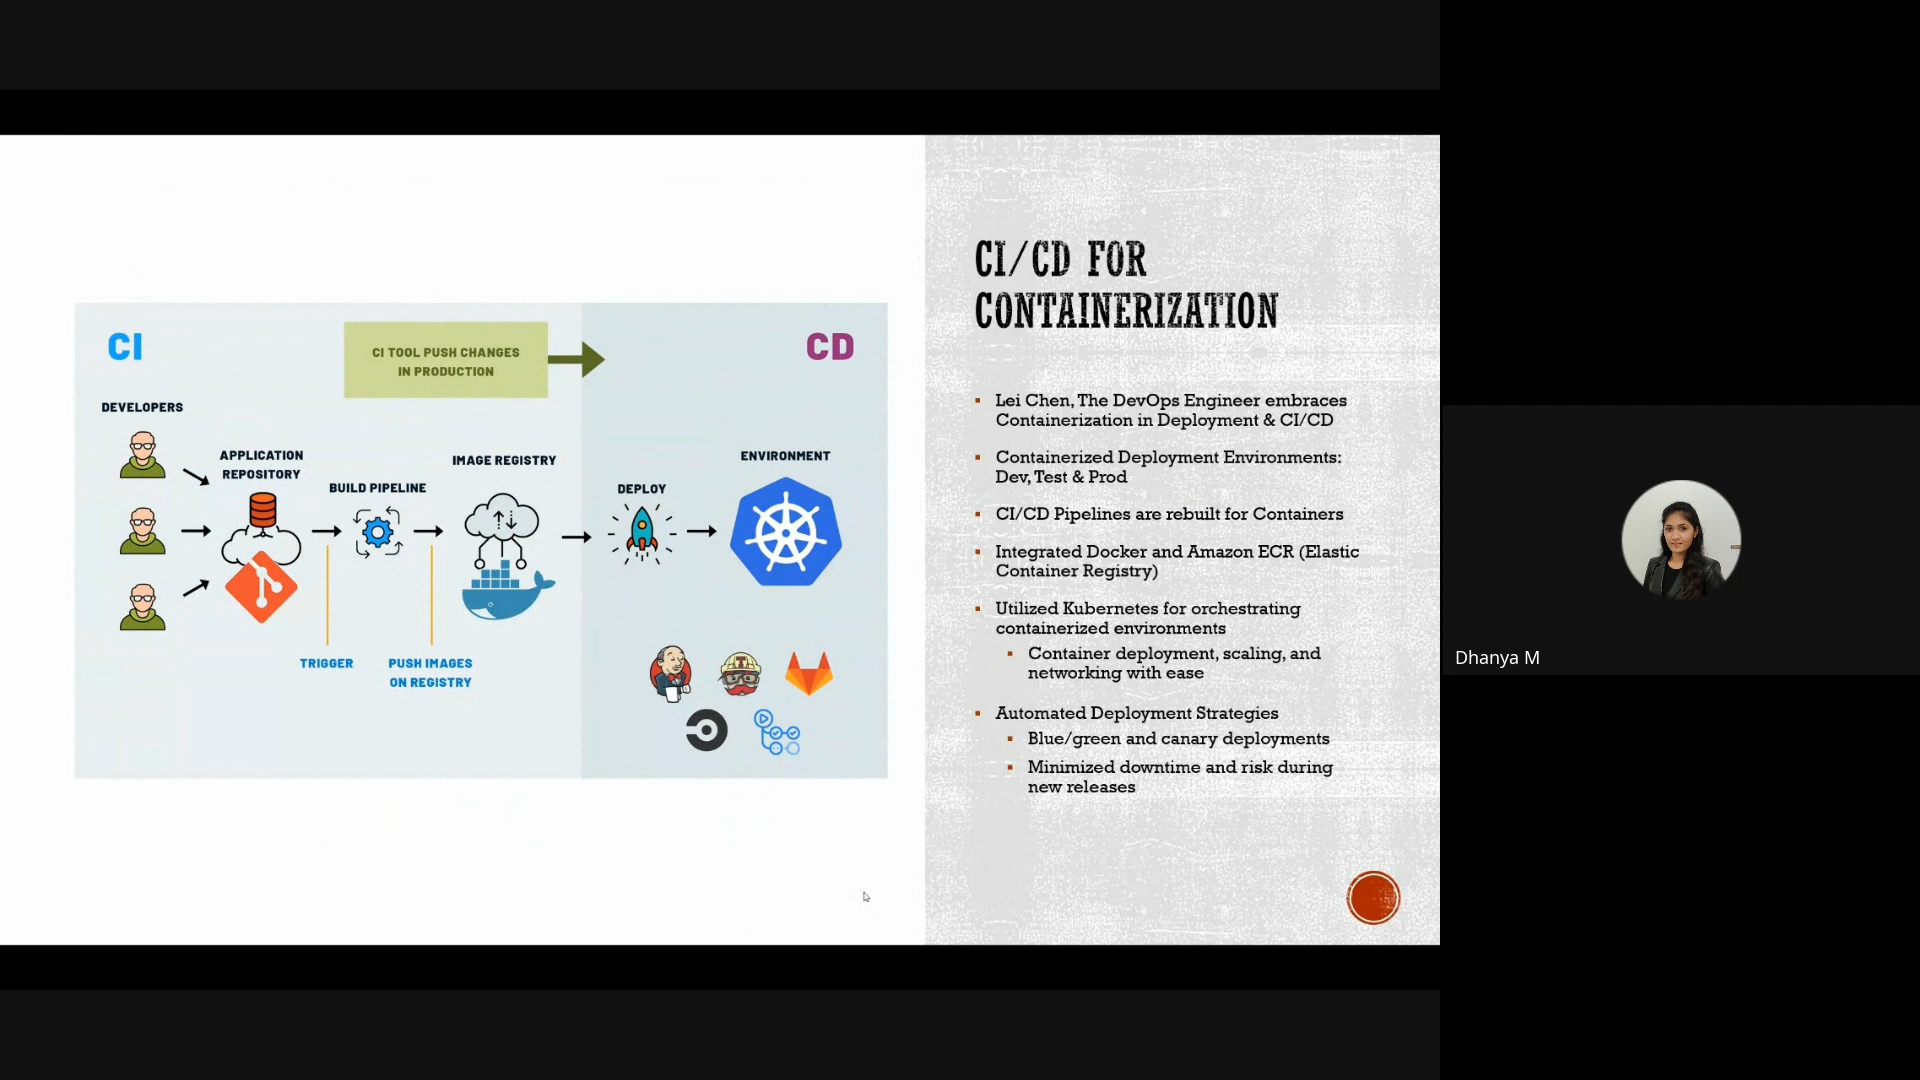 CI
CI TOOL PUSH CHANGES
IN PRODUCTION
CD
DEVELOPERS
APPLICATION
REPOSITORY
BUILD PIPELINE
IMAGE REGISTRY
DEPLOY
ENVIRONMENT
TRIGGER
PUSH IMAGES
ON REGISTRY
T
CI/CD FOR
CONTAINERIZATION
Lei Chen, The DevOps Engineer embraces
Containerization in Deployment & CI/CD
Containerized Deployment Environments:
Dev, Test & Prod
CI/CD Pipelines are rebuilt for Containers
Integrated Docker and Amazon ECR (Elastic
Container Registry)
Utilized Kubernetes for orchestrating
containerized environments
Container deployment, scaling, and
networking with ease
Automated Deployment Strategies
Blue/green and canary deployments
Minimized downtime and risk during
new releases
Dhanya M